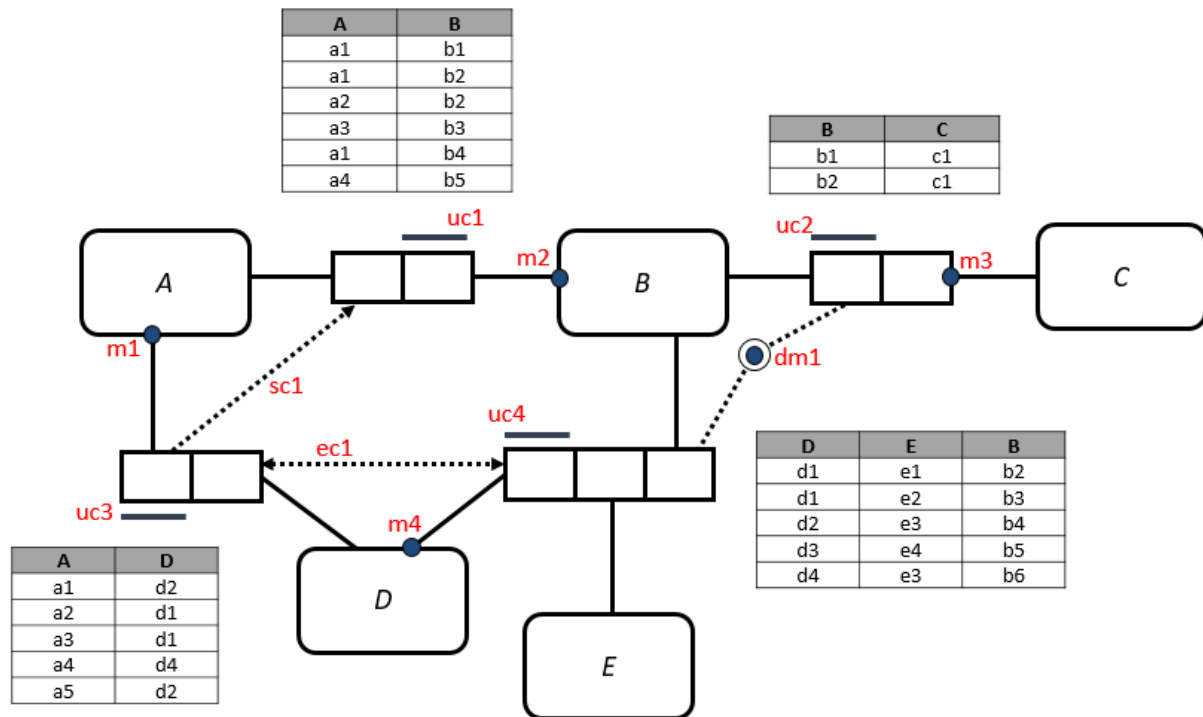 A B
a1 b1
a1 b2
a2 b2
a3 b3
a1 b4
a4 b5
B C
b1 c1
b2 c1
uc1
uc2
A
m2
B
m3
C
m1
dm1
sc1
uc4
ec1
uc3
m4
D E B
d1 e1 b2
d1 e2 b3
d2 e3 b4
d3 e4 b5
d4 e3 b6
A D
a1 d2
a2 d1
a3 d1
a4 d4
a5 d2
D
E